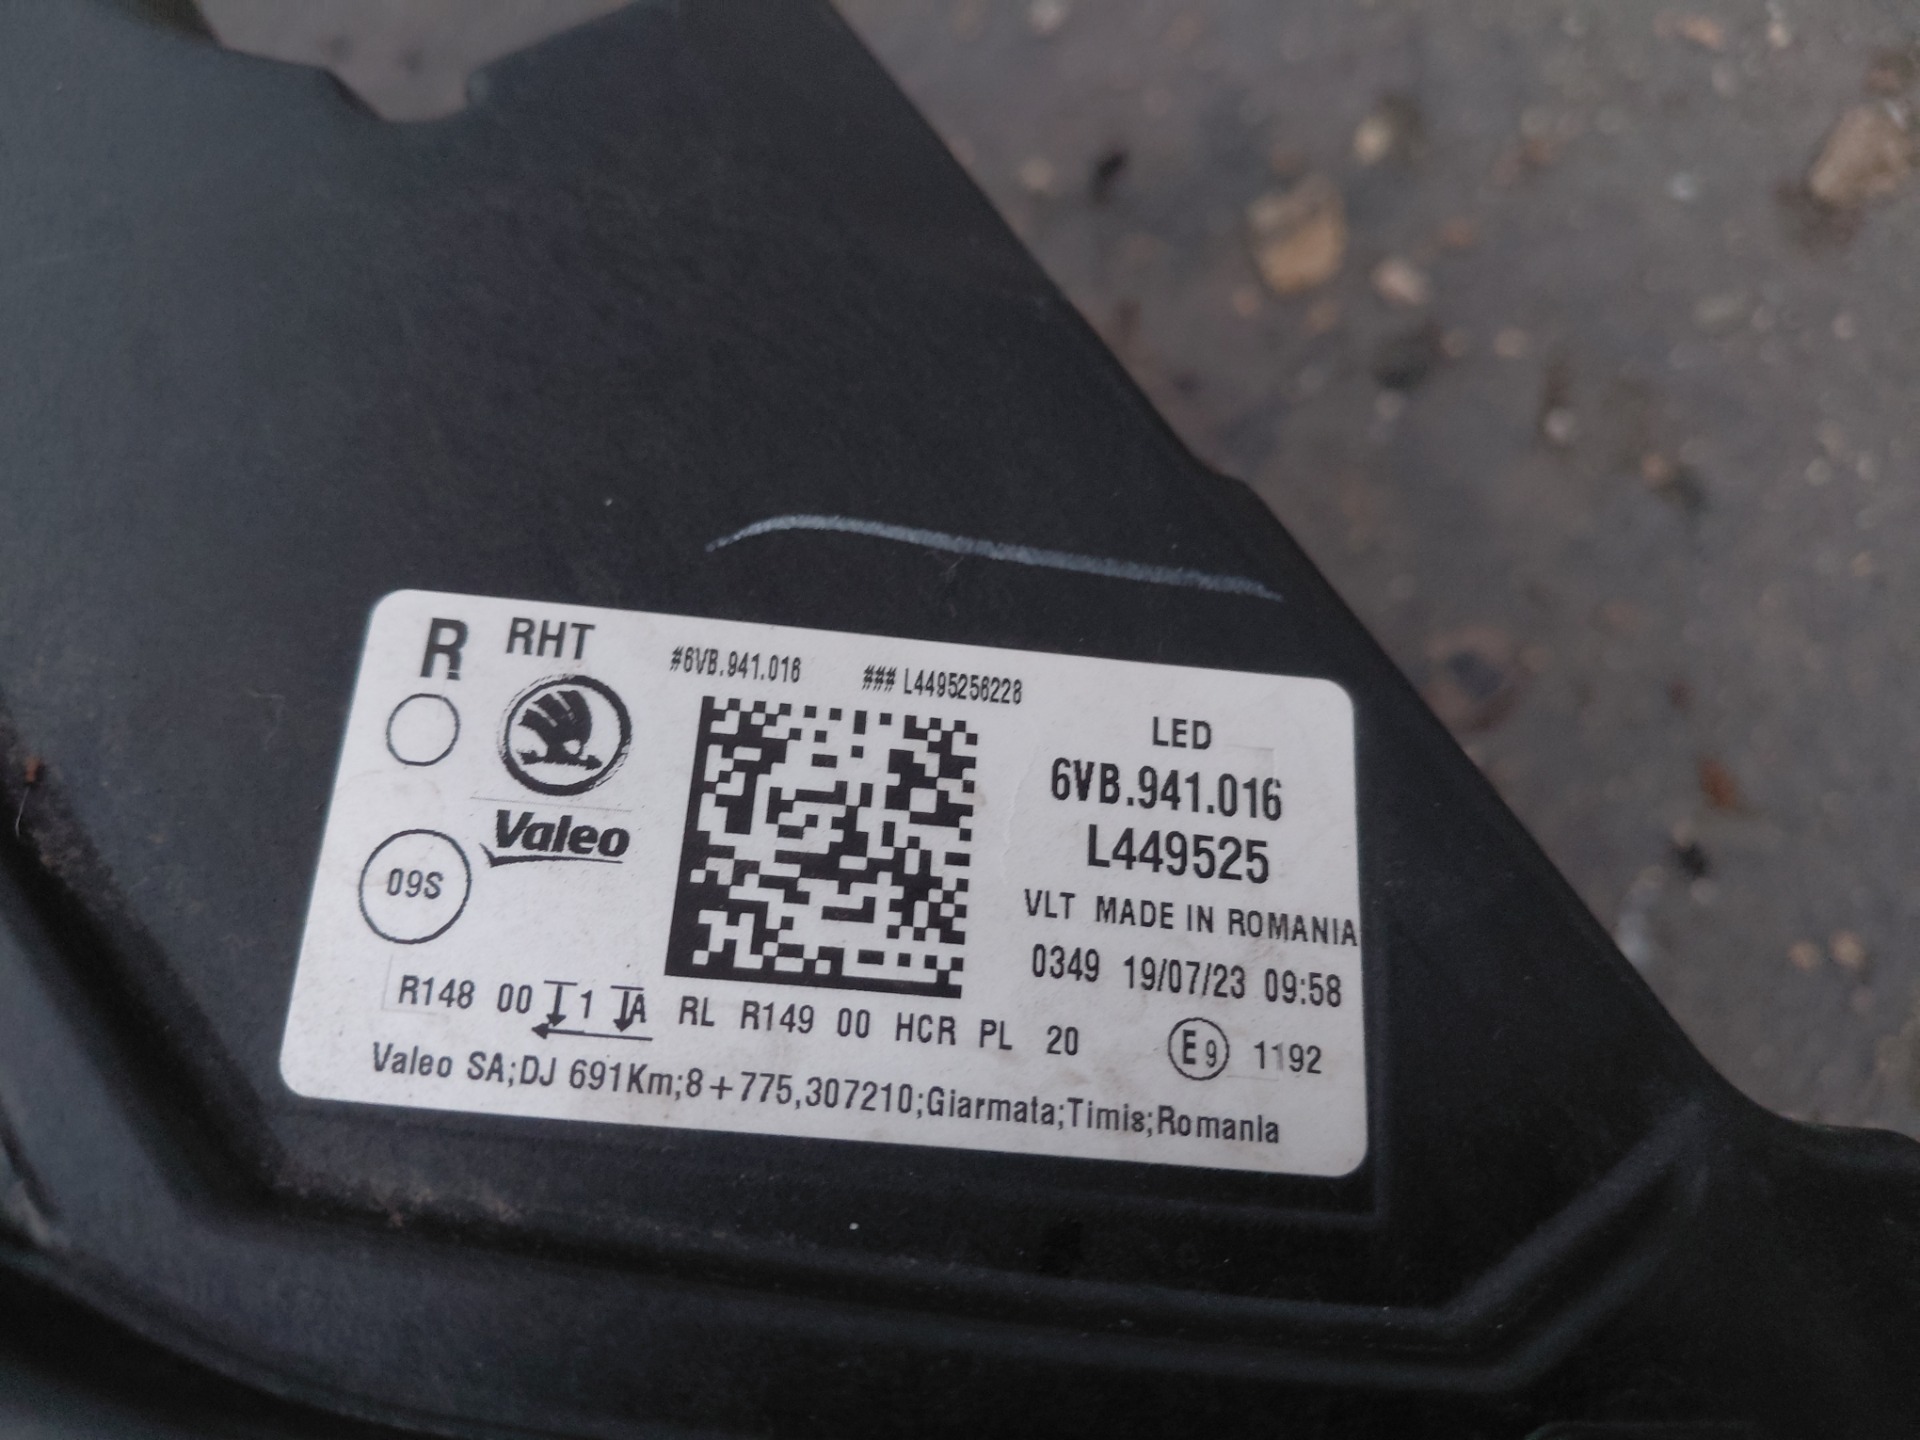 R RHT
#6VB.941.016 ### L4495256228
LED
6VB.941.016
Valeo
L449525
09S
VLT MADE IN ROMANIA
0349 19/07/23 09:58
R148 00 1 A RL R149 00 HCR PL 20 E9 1192
Valeo SA;DJ 691Km;8+775,307210;Giarmata;Timis;Romania